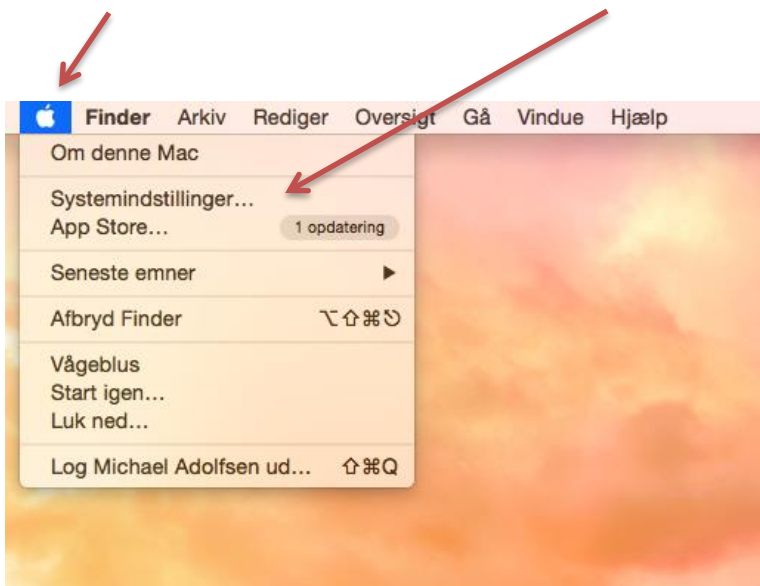 Finder Arkiv Rediger Oversigt Gå Vindue Hjælp
Om denne Mac
Systemindstillinger...
App Store... 1 opdatering
Seneste emner ▶
Afbryd Finder ⌥⇧⌘⎋
Vågeblus
Start igen...
Luk ned...
Log Michael Adolfsen ud... ⇧⌘Q